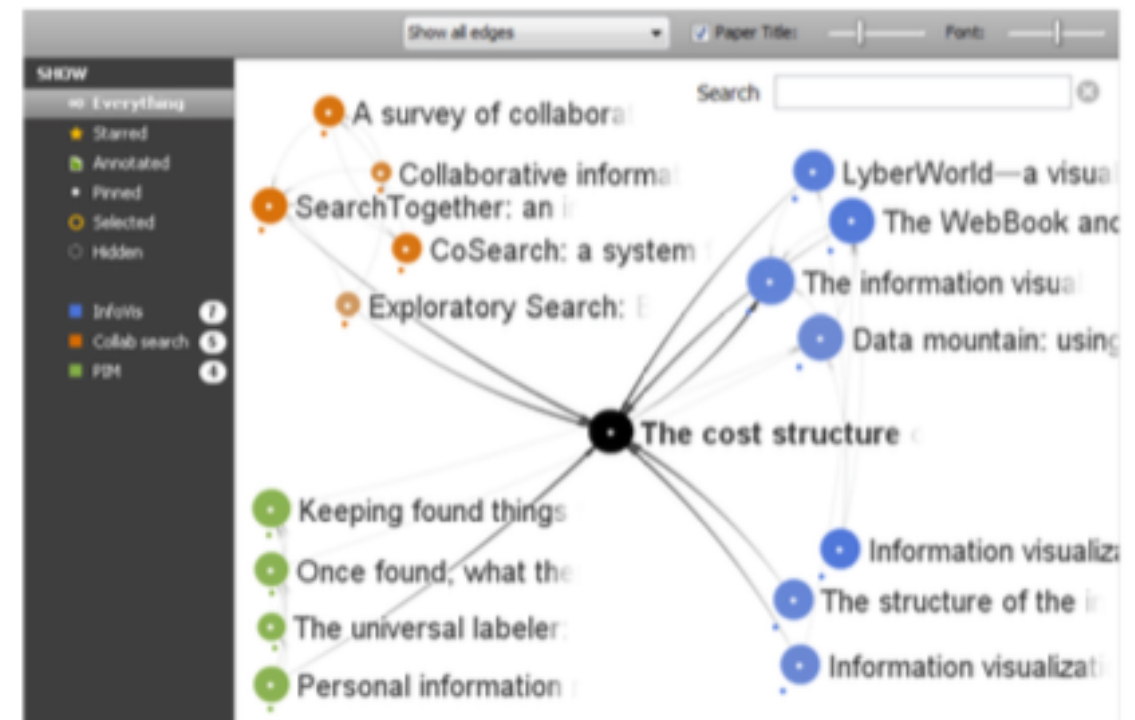 Show all edges
Paper Title:
Font:
SHOW
Everything
Starred
Annotated
Pinned
Selected
Hidden
InfoVis 7
Collab search 5
PIM 4
Search
A survey of collabora
Collaborative informa
SearchTogether: an i
CoSearch: a system
Exploratory Search:
LyberWorld—a visua
The WebBook and
The information visua
Data mountain: using
The cost structure
Keeping found things
Once found, what the
The universal labeler:
Personal information
Information visualiza
The structure of the i
Information visualizati